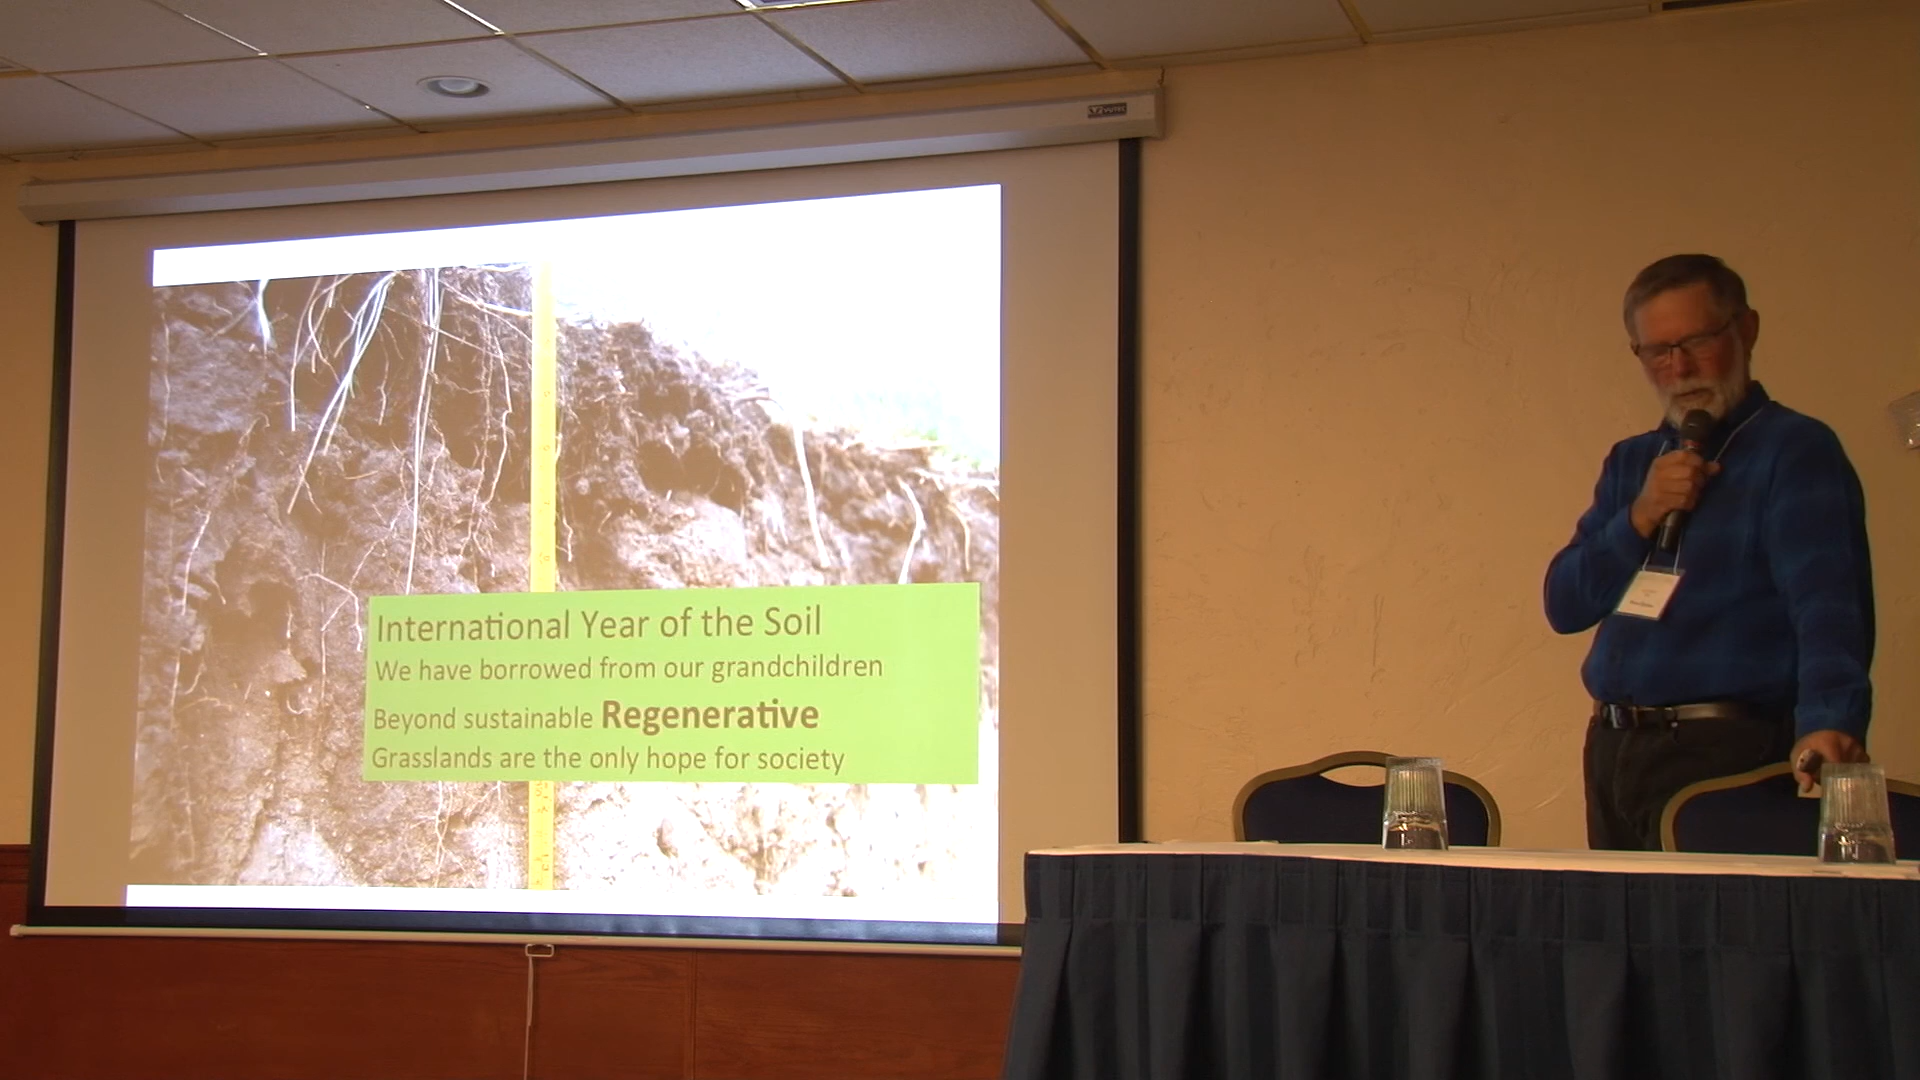 VUTEC
International Year of the Soil
We have borrowed from our grandchildren
Beyond sustainable Regenerative
Grasslands are the only hope for society